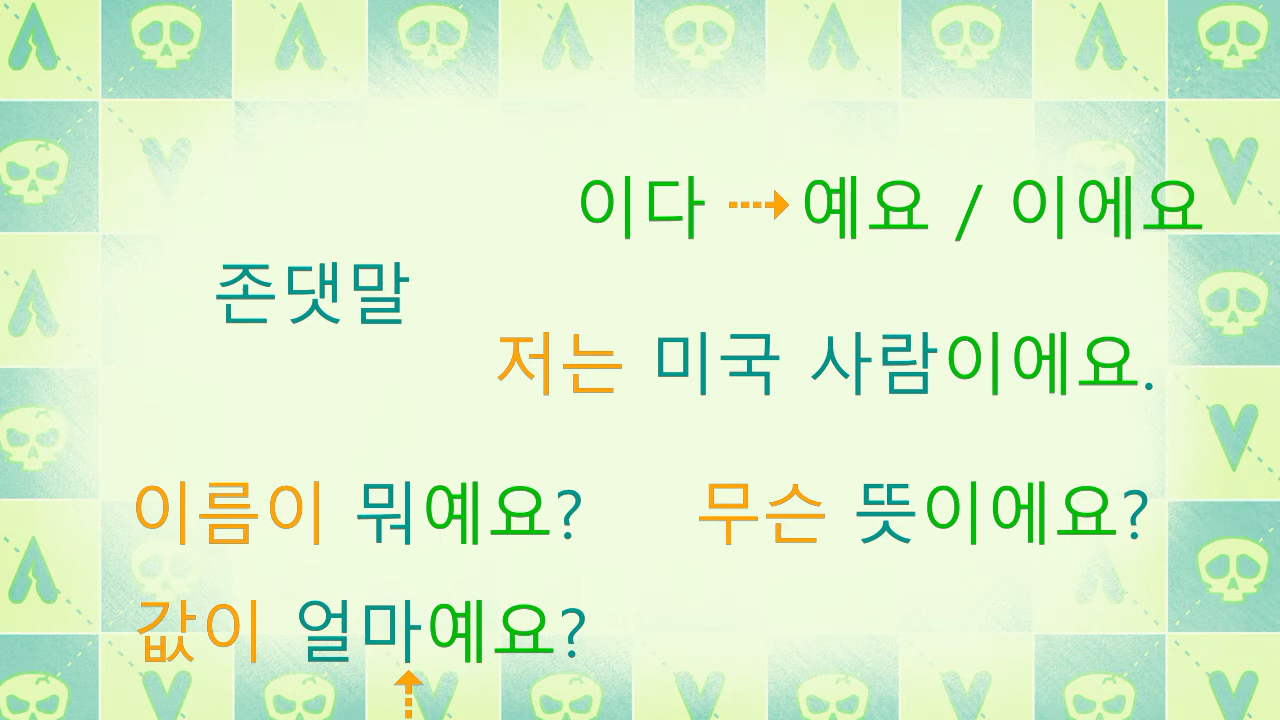 이다 → 예요 / 이에요
존댓말
저는 미국 사람이에요.
이름이 뭐예요?
무슨 뜻이에요?
값이 얼마예요?